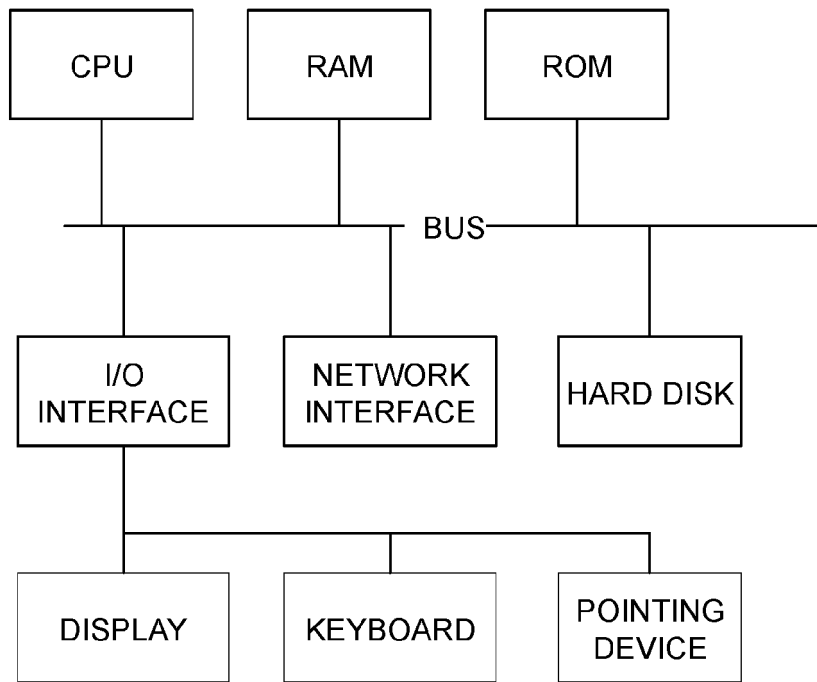 CPU
RAM
ROM
BUS
I/O
INTERFACE
NETWORK
INTERFACE
HARD DISK
DISPLAY
KEYBOARD
POINTING
DEVICE